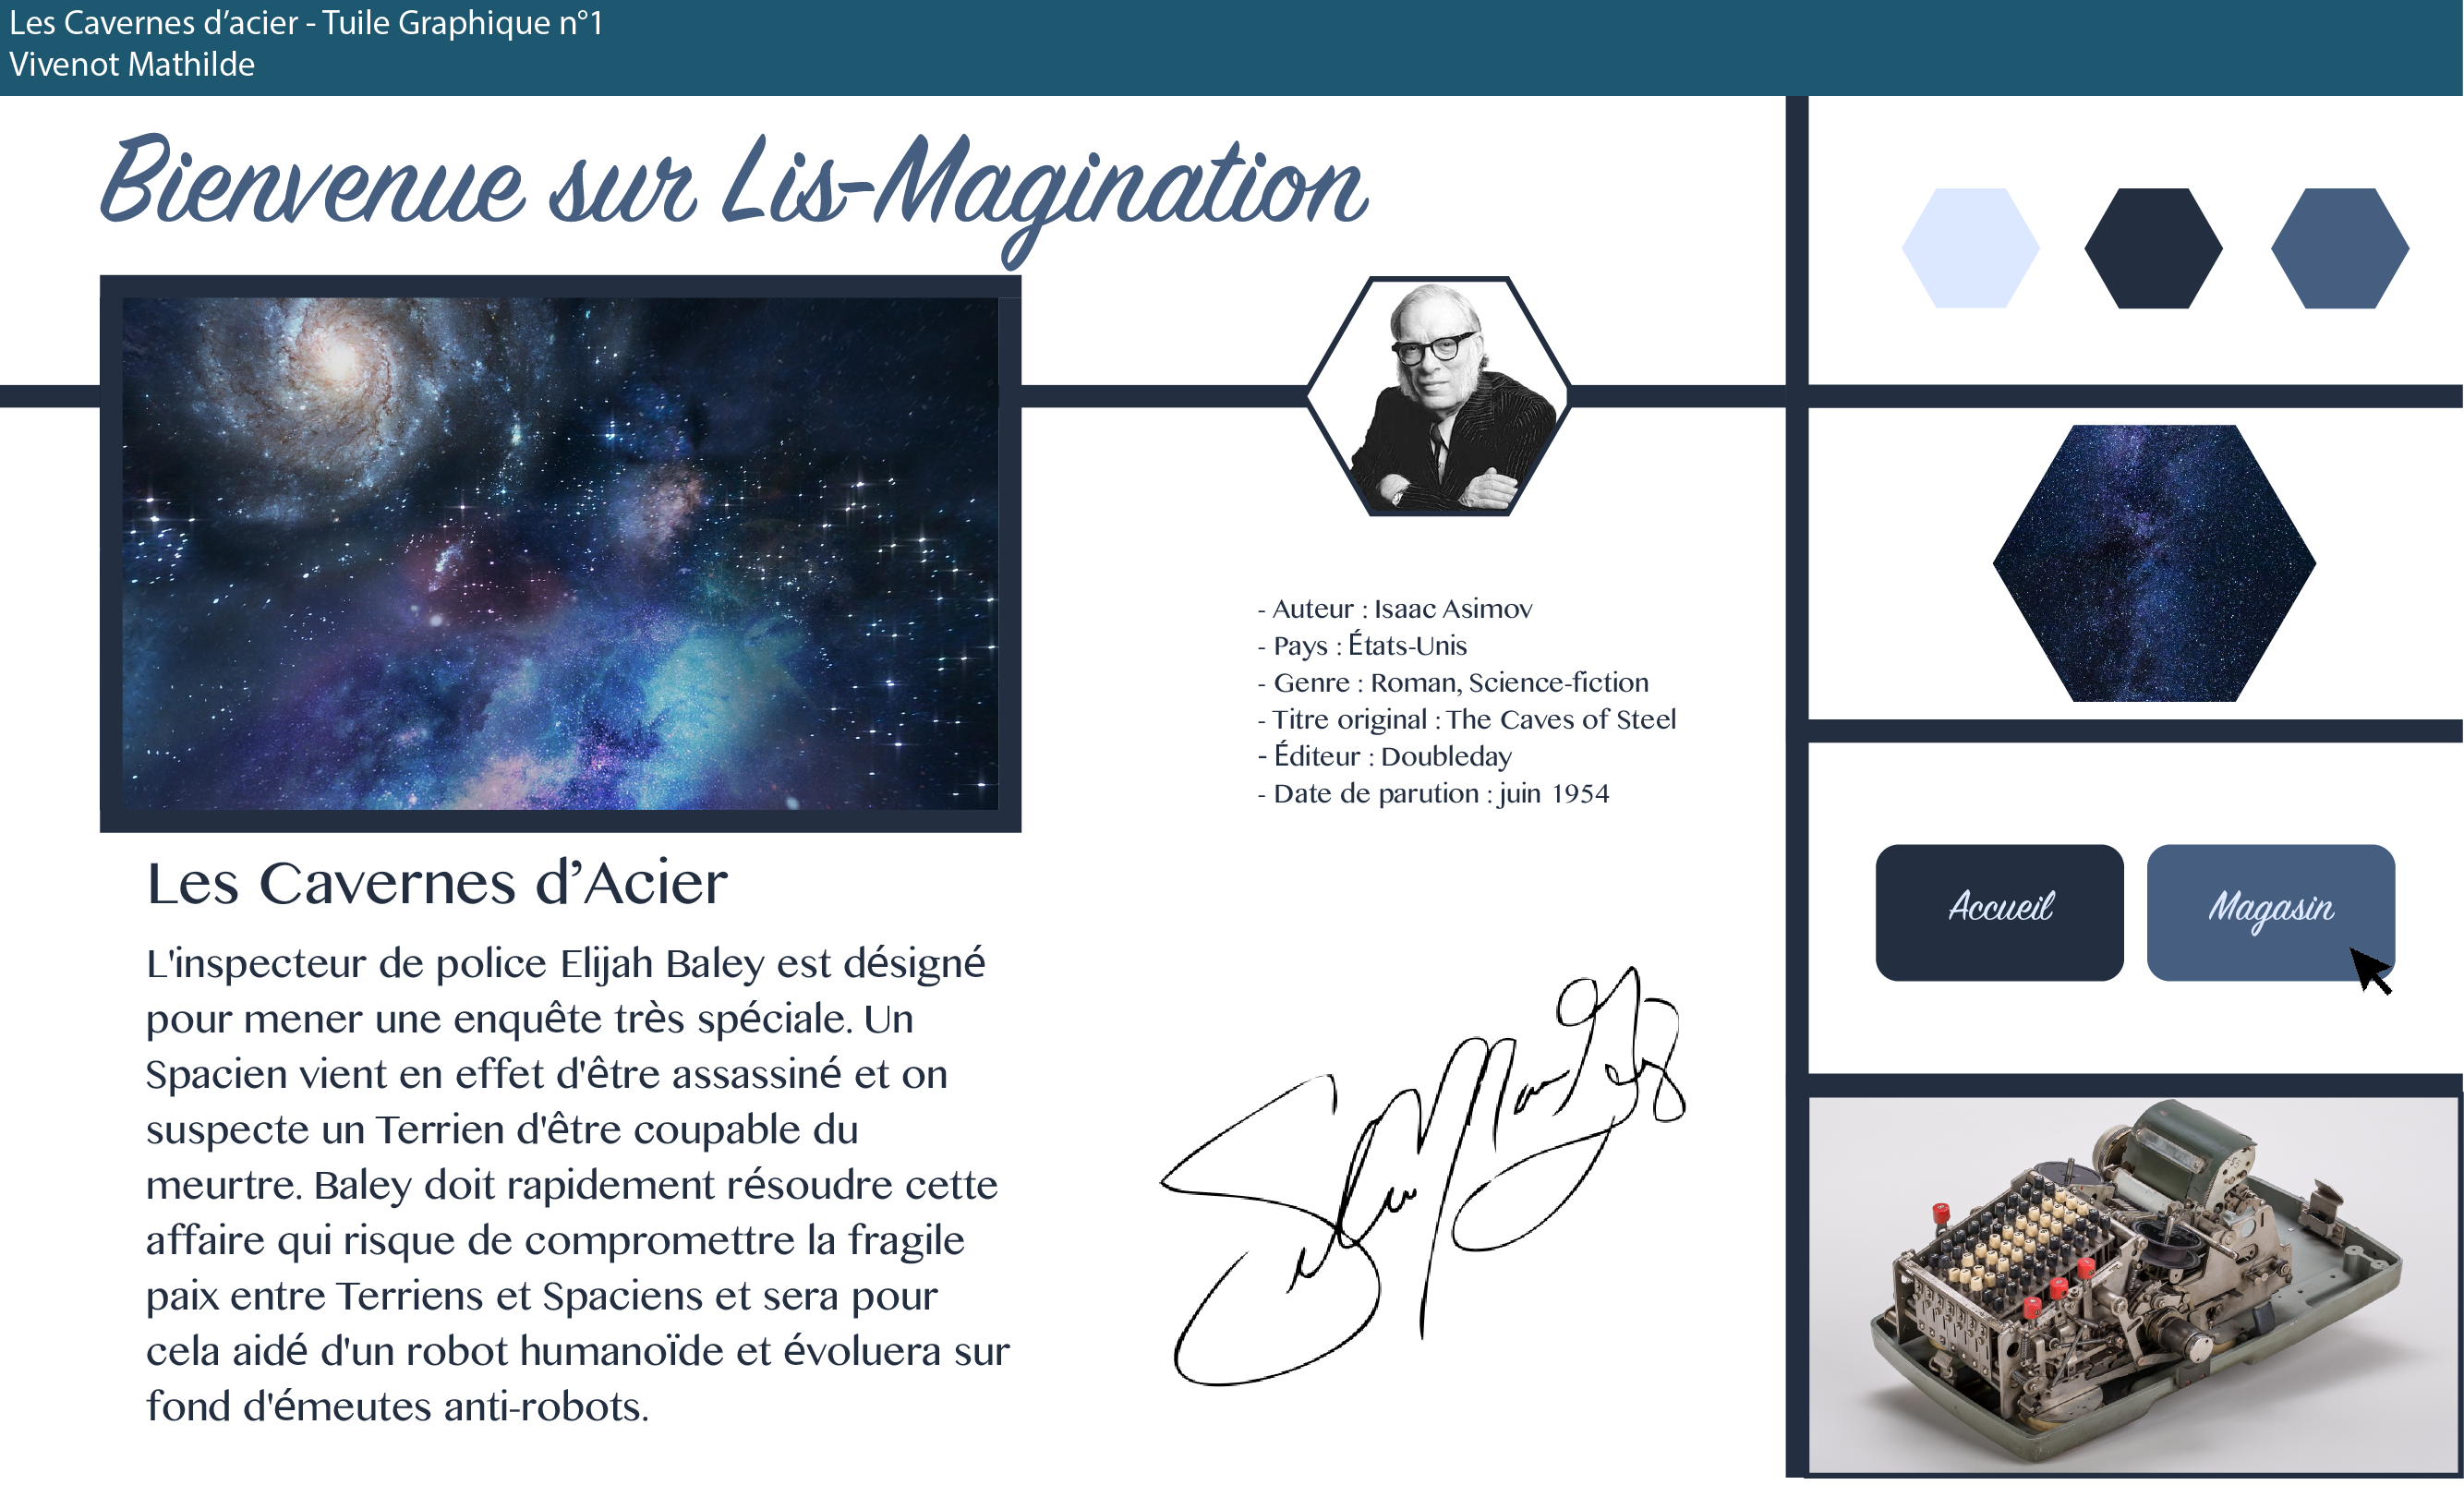 Les Cavernes d’acier - Tuile Graphique n°1
Vivenot Mathilde
Bienvenue sur Lis-Magination
- Auteur : Isaac Asimov
- Pays : États-Unis
- Genre : Roman, Science-fiction
- Titre original : The Caves of Steel
- Éditeur : Doubleday
- Date de parution : juin 1954
Les Cavernes d’Acier
L'inspecteur de police Elijah Baley est désigné
pour mener une enquête très spéciale. Un
Spacien vient en effet d'être assassiné et on
suspecte un Terrien d'être coupable du
meurtre. Baley doit rapidement résoudre cette
affaire qui risque de compromettre la fragile
paix entre Terriens et Spaciens et sera pour
cela aidé d'un robot humanoïde et évoluera sur
fond d'émeutes anti-robots.
Accueil
Magasin